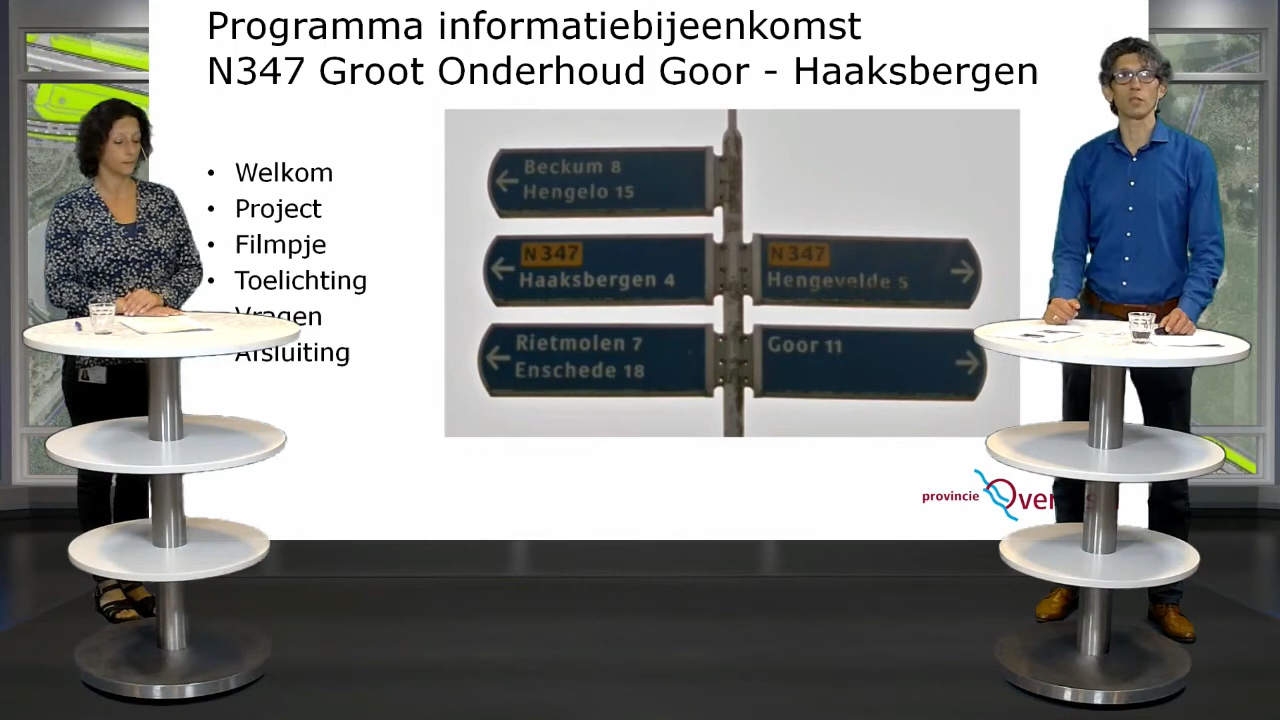 Programma informatiebijeenkomst
N347 Groot Onderhoud Goor - Haaksbergen
• Welkom
• Project
• Filmpje
• Toelichting
Vragen
Afsluiting
Beckum 8
Hengelo 15
N347
Haaksbergen 4
N347
Hengevelde 5
Rietmolen 7
Enschede 18
Goor 11
provincie